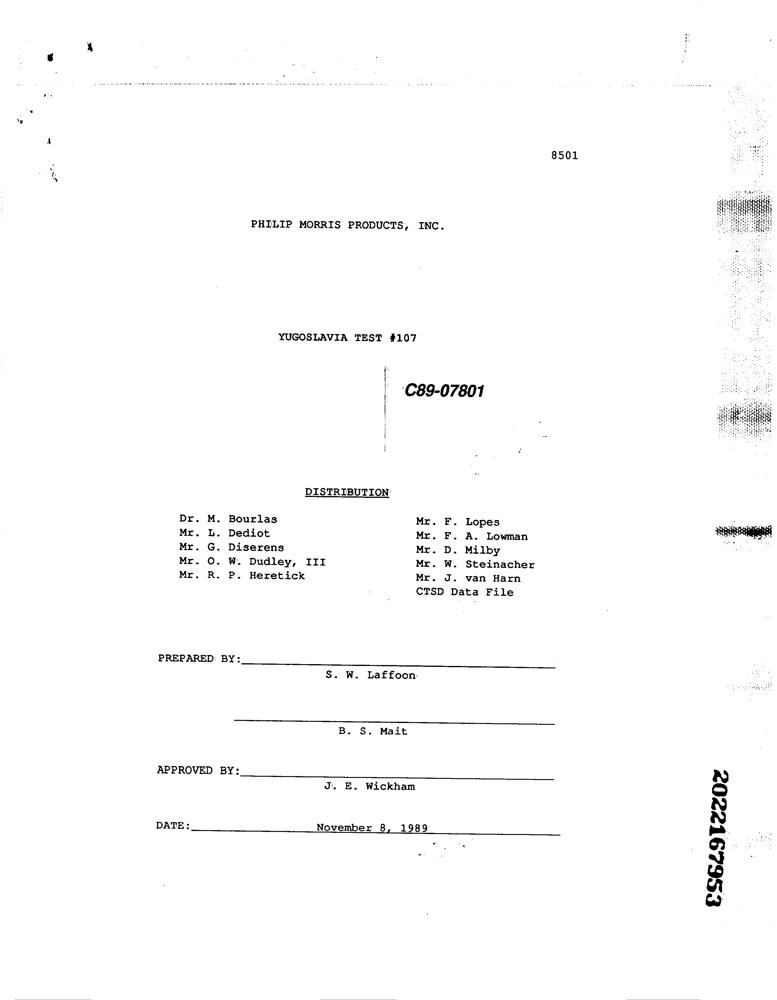 8501
PHILIP MORRIS PRODUCTS, INC.
YUGOSLAVIA TEST #107
C89-07801
DISTRIBUTION
Dr. M. Bourlas
Mr. L. Dediot
Mr. G. Diserens
Mr. O. W. Dudley, III
Mr. R. P. Heretick
Mr. F. Lopes
Mr. F. A. Lowman
Mr. D. Milby
Mr. W. Steinacher
Mr. J. van Harn
CTSD Data File
PREPARED BY:
S. W. Laffoon
B. S. Mait
APPROVED BY:
J. E. Wickham
DATE: November 8, 1989
2022167953